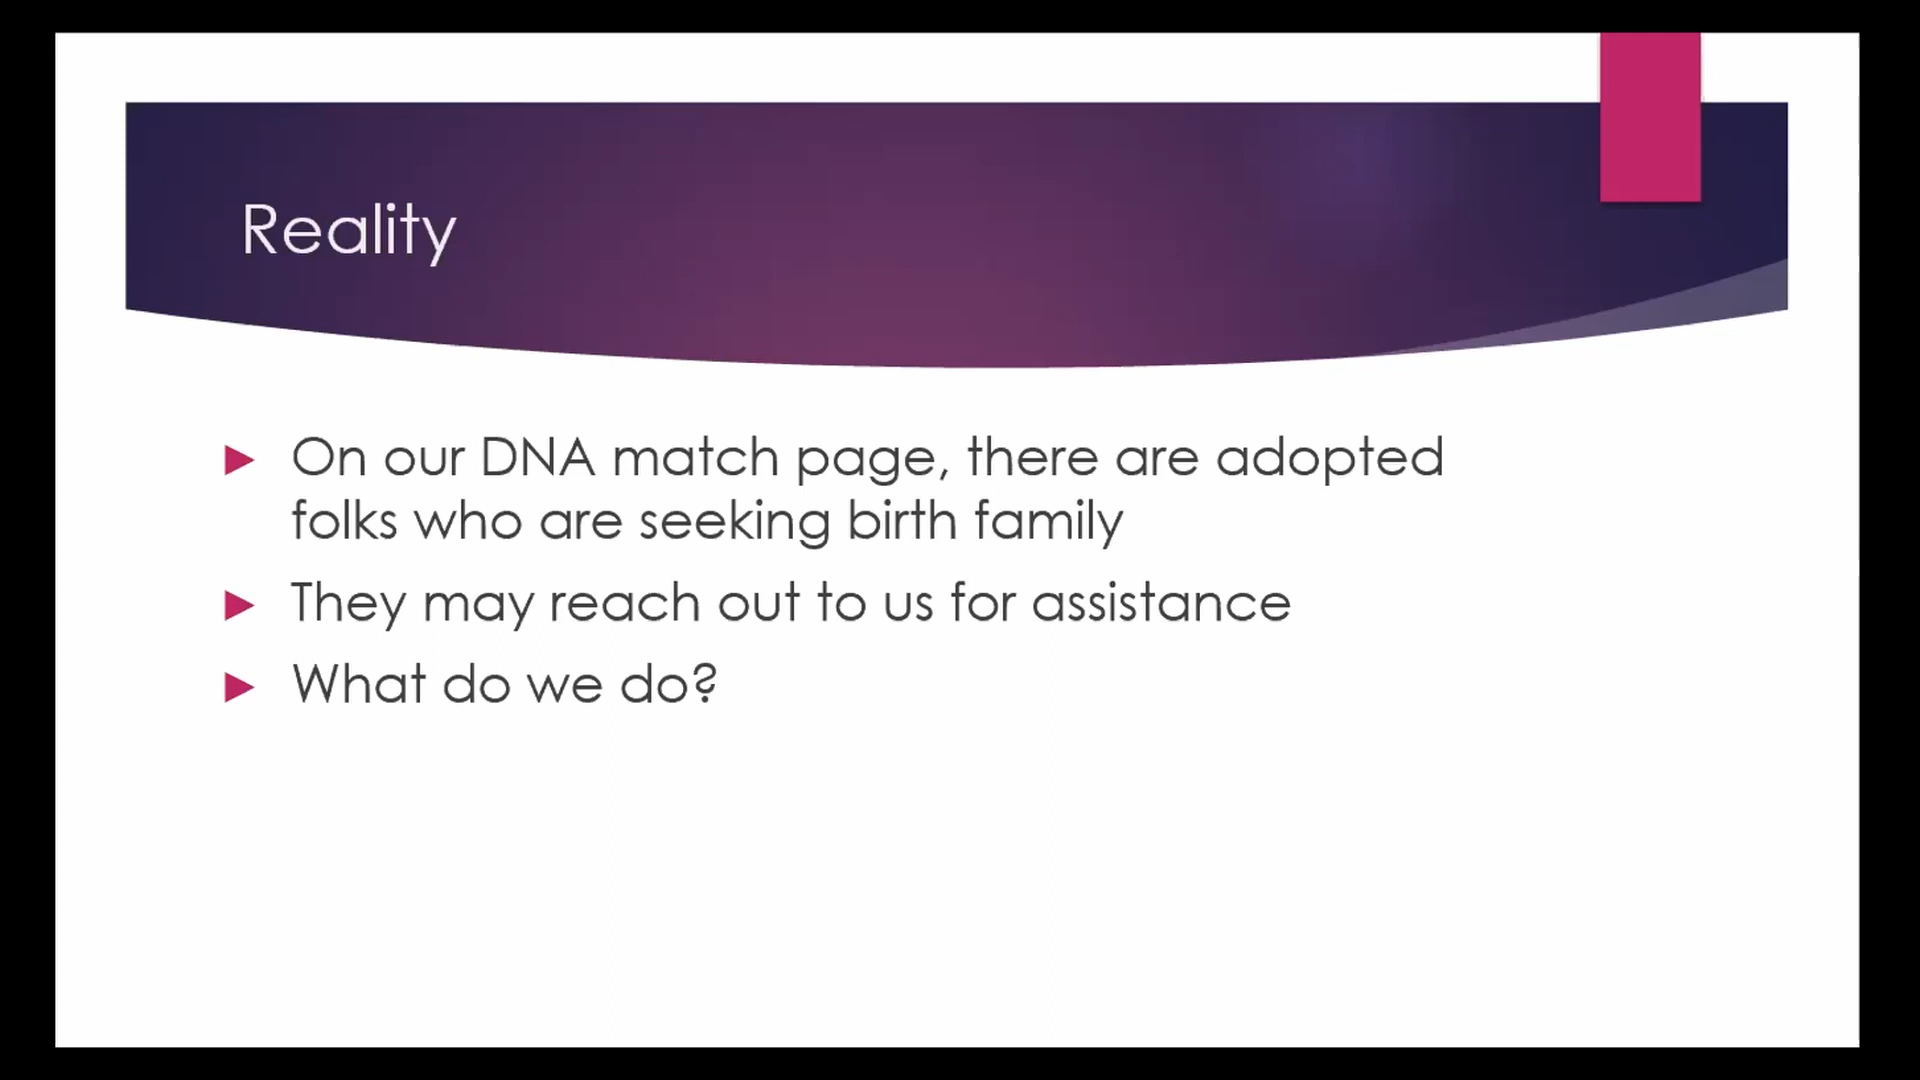 Reality
On our DNA match page, there are adopted
folks who are seeking birth family
They may reach out to us for assistance
What do we do?